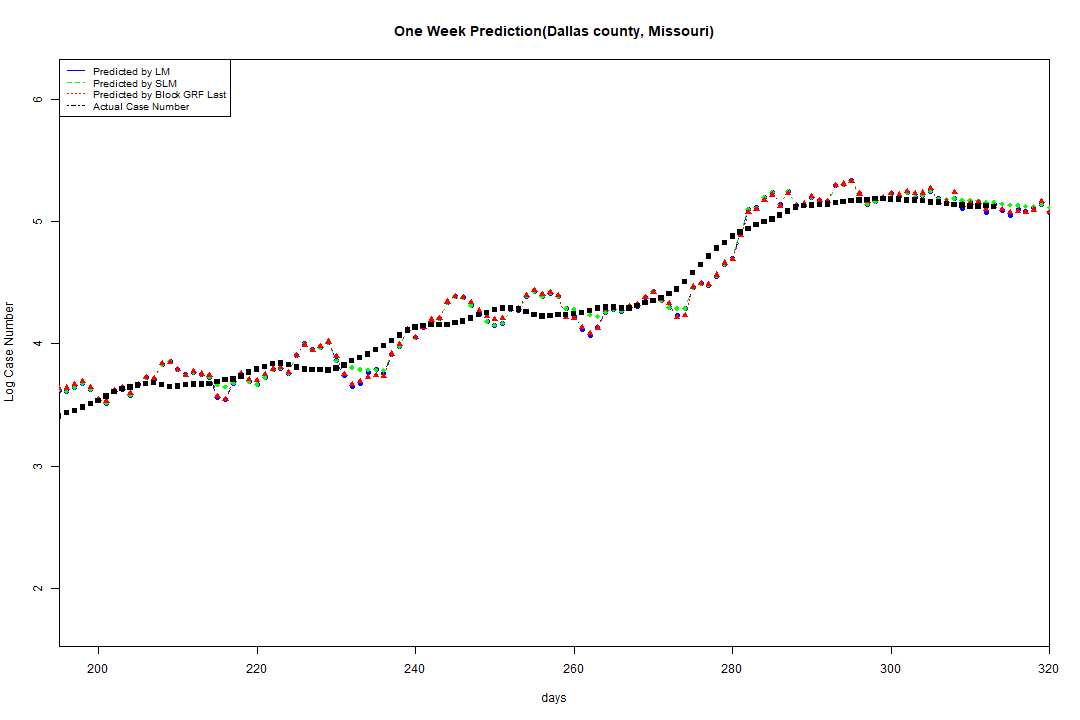 One Week Prediction(Dallas county, Missouri)
Predicted by LM
Predicted by SLM
Predicted by Block GRF Last
Actual Case Number
6
5
4
3
2
Log Case Number
200 220 240 260 280 300 320
days